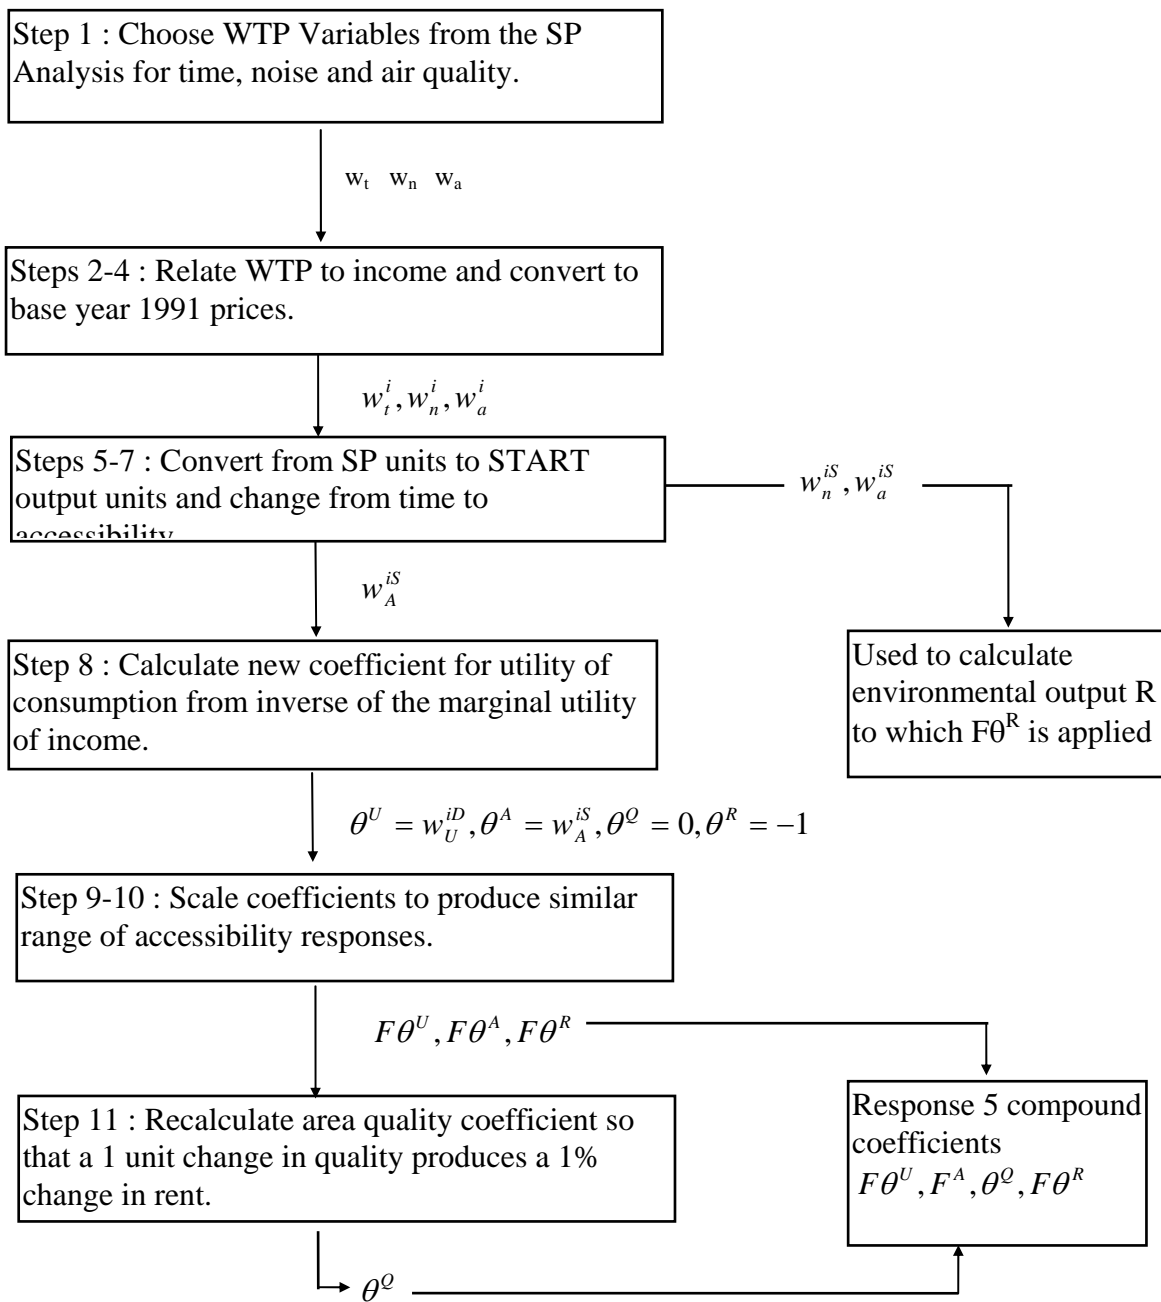 Step 1 : Choose WTP Variables from the SP
Analysis for time, noise and air quality.
wₜ wₙ wₐ
Steps 2-4 : Relate WTP to income and convert to
base year 1991 prices.
w_t^i, w_n^i, w_a^i
Steps 5-7 : Convert from SP units to START
output units and change from time to
accessibility
w_n^{iS}, w_a^{iS}
w_A^{iS}
Step 8 : Calculate new coefficient for utility of
consumption from inverse of the marginal utility
of income.
Used to calculate
environmental output R
to which Fθ^R is applied
θ^U = w_U^{iD}, θ^A = w_A^{iS}, θ^Q = 0, θ^R = −1
Step 9-10 : Scale coefficients to produce similar
range of accessibility responses.
Fθ^U, Fθ^A, Fθ^R
Step 11 : Recalculate area quality coefficient so
that a 1 unit change in quality produces a 1%
change in rent.
Response 5 compound
coefficients
Fθ^U, F^A, θ^Q, Fθ^R
θ^Q